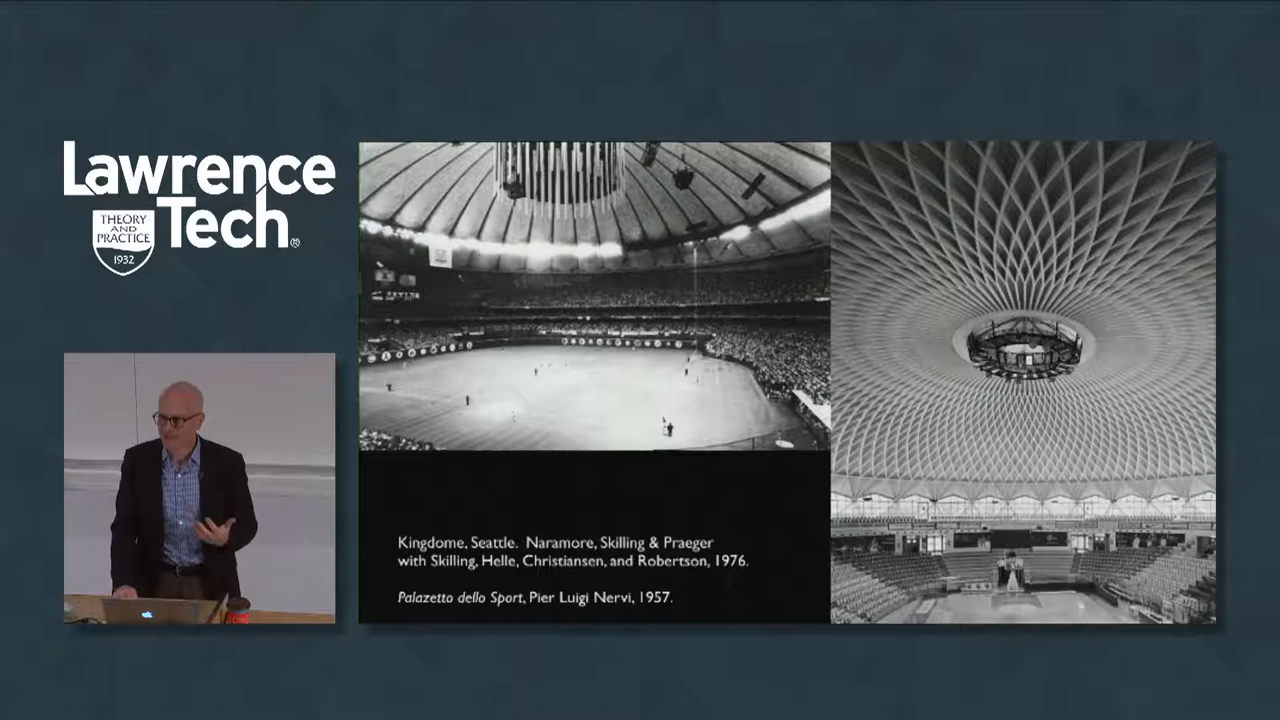 Lawrence
Tech®
THEORY
AND
PRACTICE
1932
Kingdome, Seattle. Naramore, Skilling & Praeger
with Skilling, Helle, Christiansen, and Robertson, 1976.
Palazetto dello Sport, Pier Luigi Nervi, 1957.